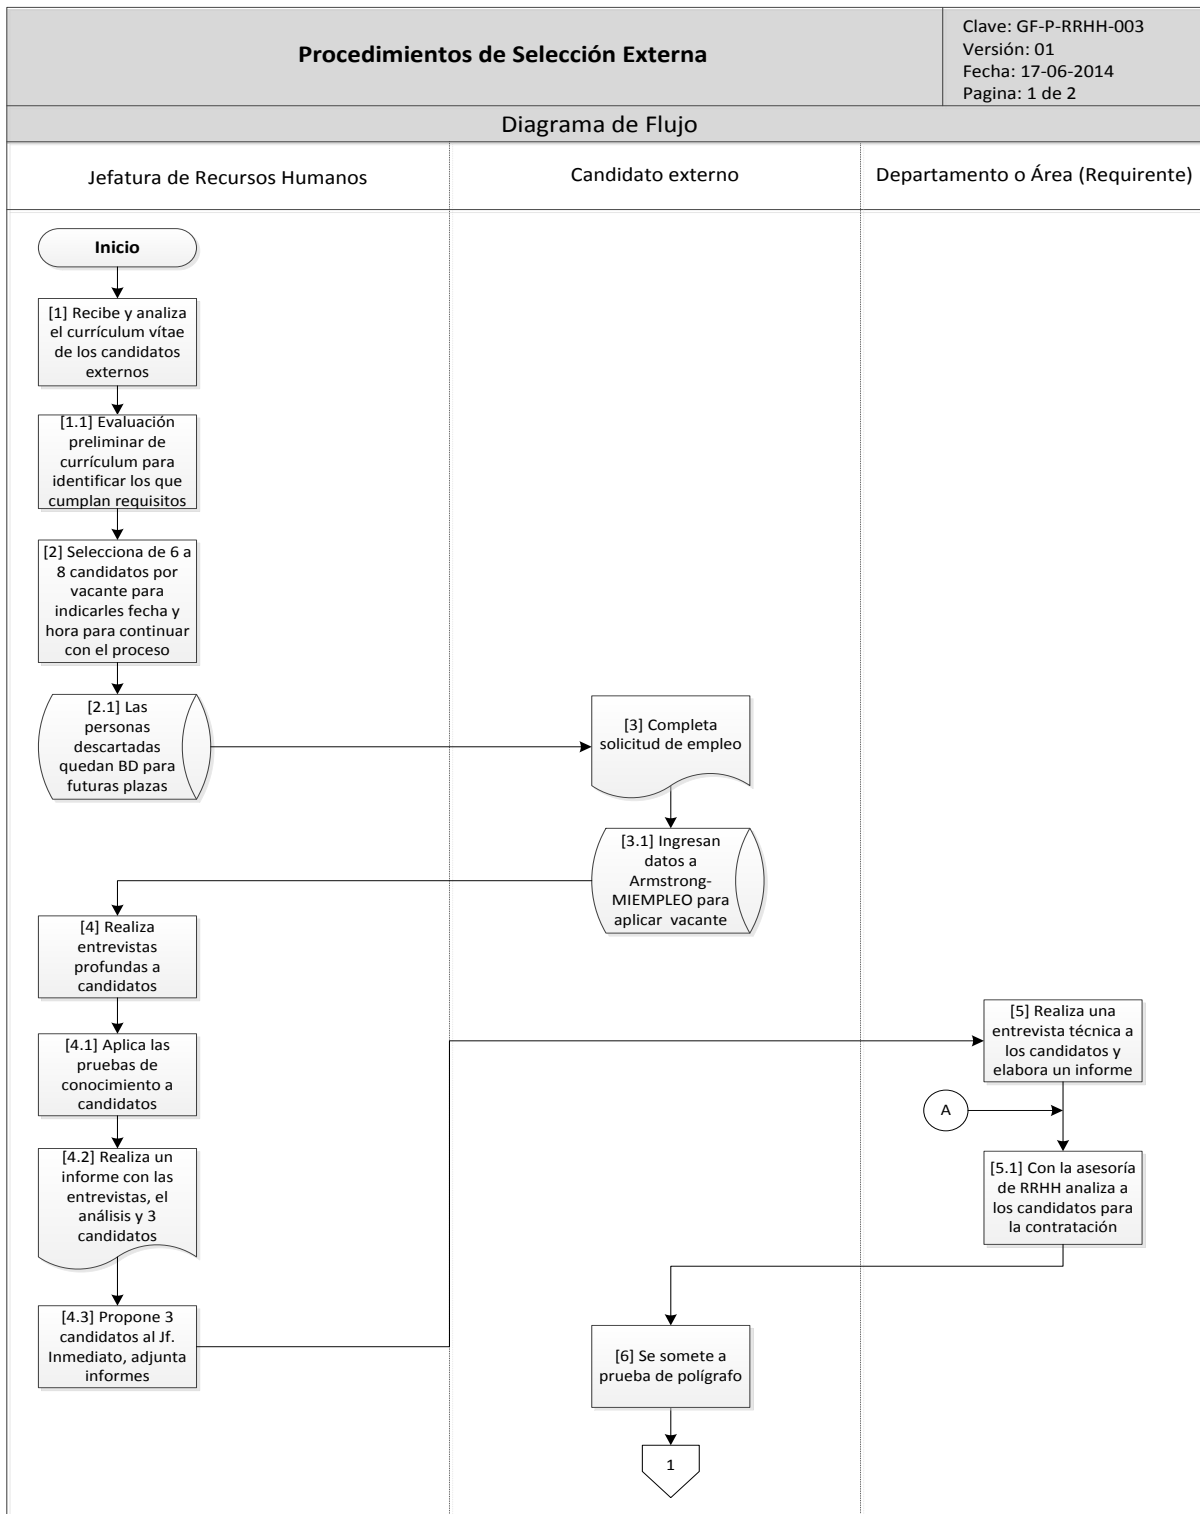 Procedimientos de Selección Externa
Clave: GF-P-RRHH-003
Versión: 01
Fecha: 17-06-2014
Pagina: 1 de 2
Diagrama de Flujo
Jefatura de Recursos Humanos
Candidato externo
Departamento o Área (Requirente)
Inicio
[1] Recibe y analiza
el currículum vítae
de los candidatos
externos
[1.1] Evaluación
preliminar de
currículum para
identificar los que
cumplan requisitos
[2] Selecciona de 6 a
8 candidatos por
vacante para
indicarles fecha y
hora para continuar
con el proceso
[2.1] Las
personas
descartadas
quedan BD para
futuras plazas
[3] Completa
solicitud de empleo
[3.1] Ingresan
datos a
Armstrong-
MIEMPLEO para
aplicar vacante
[4] Realiza
entrevistas
profundas a
candidatos
[4.1] Aplica las
pruebas de
conocimiento a
candidatos
[4.2] Realiza un
informe con las
entrevistas, el
análisis y 3
candidatos
[4.3] Propone 3
candidatos al Jf.
Inmediato, adjunta
informes
[5] Realiza una
entrevista técnica a
los candidatos y
elabora un informe
A
[5.1] Con la asesoría
de RRHH analiza a
los candidatos para
la contratación
[6] Se somete a
prueba de polígrafo
1